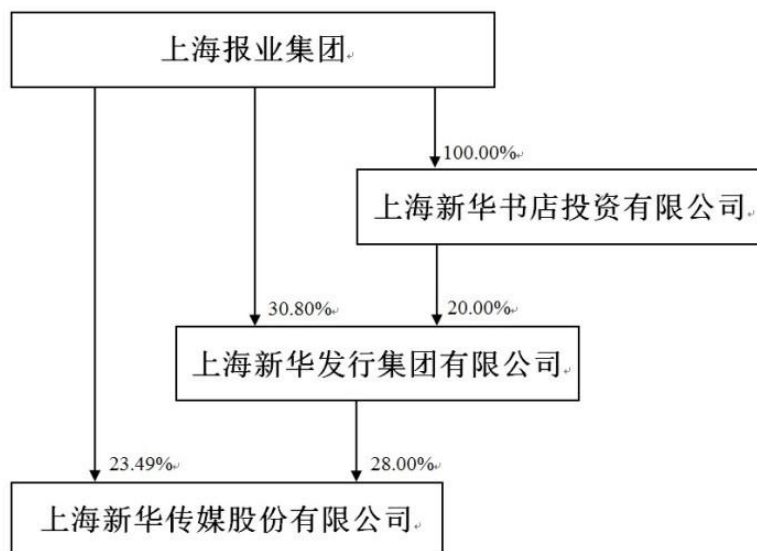 上海报业集团
100.00%
上海新华书店投资有限公司
30.80%
20.00%
上海新华发行集团有限公司
23.49%
28.00%
上海新华传媒股份有限公司